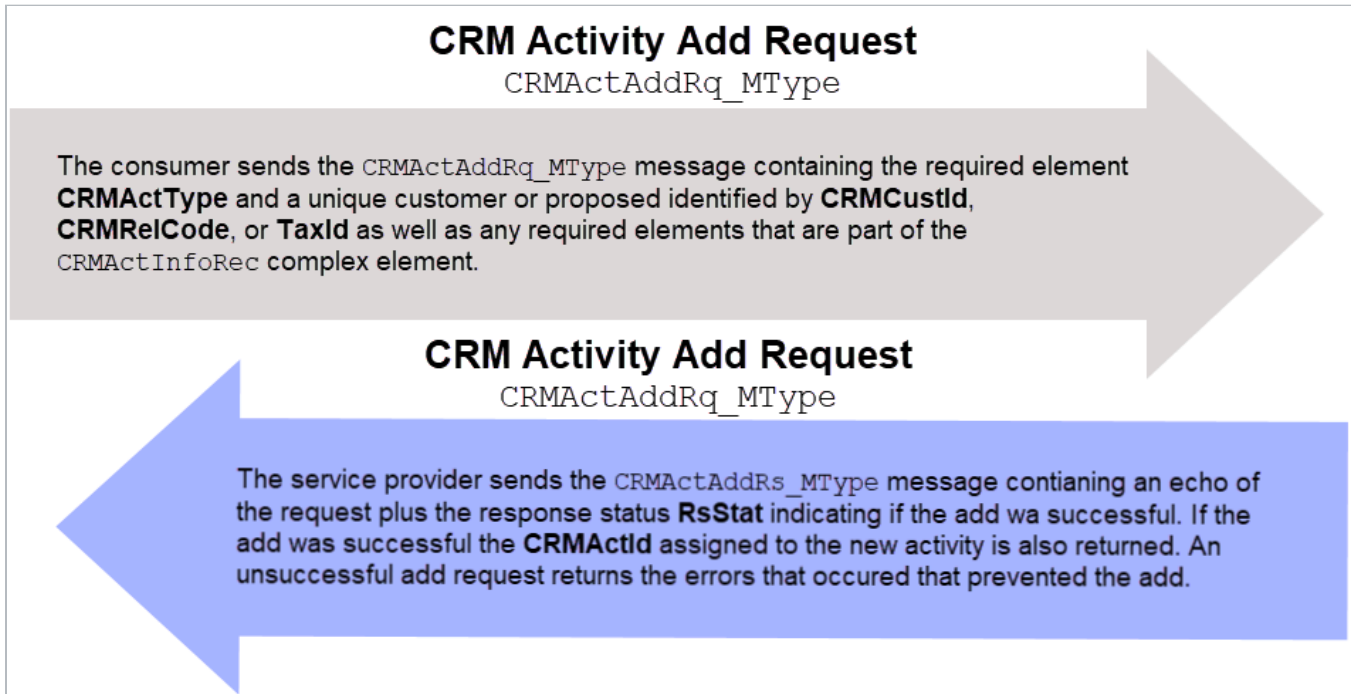 CRM Activity Add Request
CRMActAddRq_MType
The consumer sends the CRMActAddRq_MType message containing the required element
CRMActType and a unique customer or proposed identified by CRMCustId,
CRMRelCode, or TaxId as well as any required elements that are part of the
CRMActInfoRec complex element.
CRM Activity Add Request
CRMActAddRq_MType
The service provider sends the CRMActAddRs_MType message contianing an echo of
the request plus the response status RsStat indicating if the add wa successful. If the
add was successful the CRMActId assigned to the new activity is also returned. An
unsuccessful add request returns the errors that occured that prevented the add.